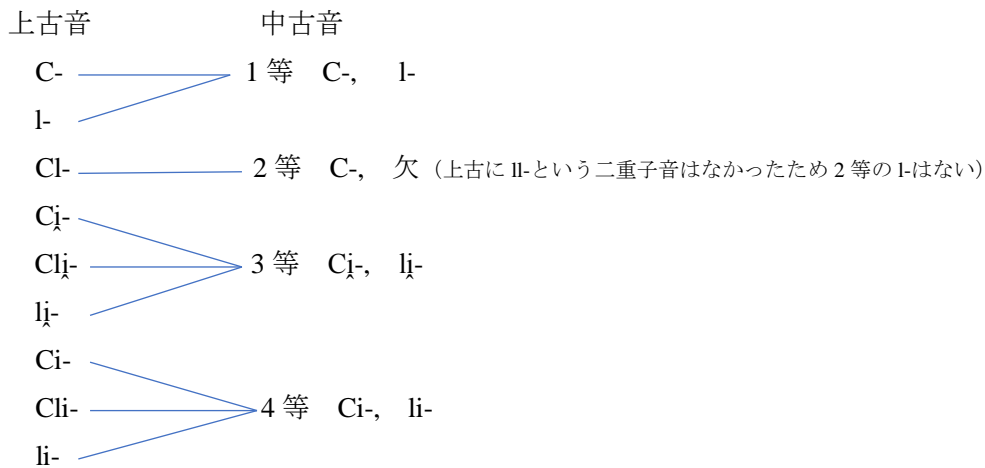 上古音 中古音
C- 1 等 C-, l-
l-
Cl- 2 等 C-, 欠（上古に ll-という二重子音はなかったため 2 等の l-はない）
Ci̯-
Cli̯- 3 等 Ci̯-, li̯-
li̯-
Ci-
Cli- 4 等 Ci-, li-
li-